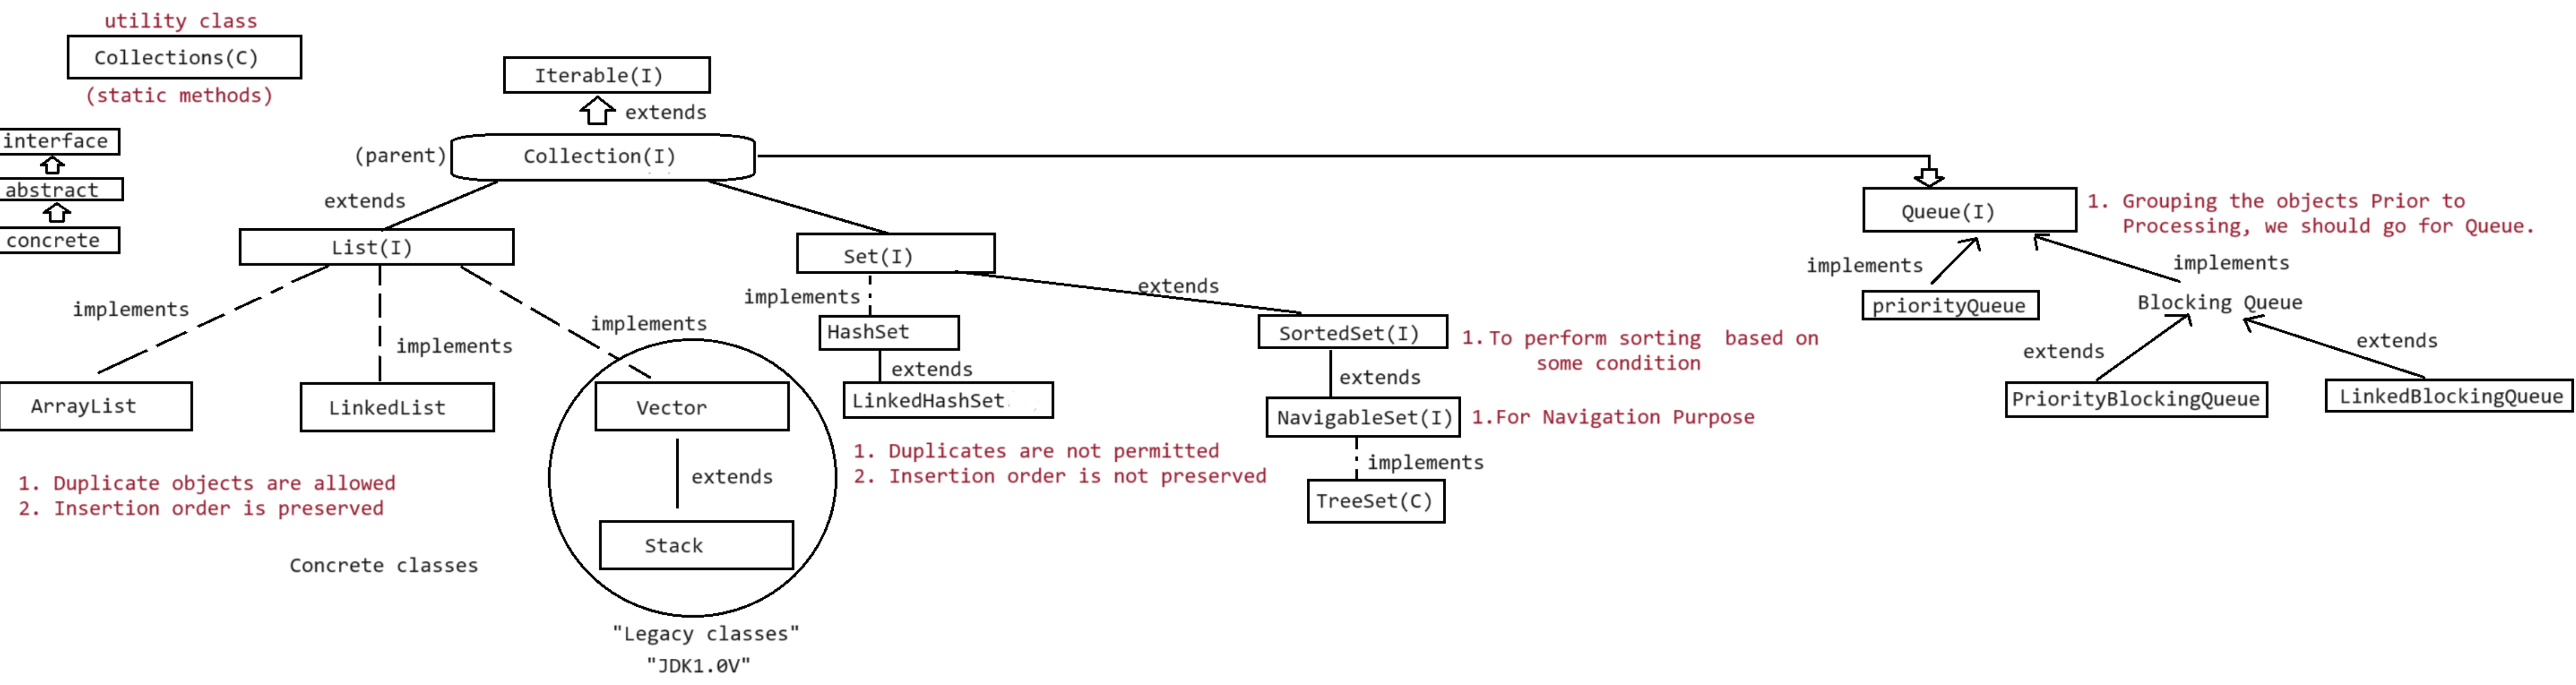 utility class
Collections(C)
(static methods)
interface
abstract
concrete
Iterable(I)
extends
(parent)
Collection(I)
extends
List(I)
implements
implements
implements
ArrayList
LinkedList
Vector
extends
Stack
1. Duplicate objects are allowed
2. Insertion order is preserved
Concrete classes
"Legacy classes"
"JDK1.0V"
Set(I)
implements
extends
HashSet
extends
LinkedHashSet
1. Duplicates are not permitted
2. Insertion order is not preserved
SortedSet(I)
1. To perform sorting  based on
some condition
extends
NavigableSet(I)
1.For Navigation Purpose
implements
TreeSet(C)
Queue(I)
1. Grouping the objects Prior to
Processing, we should go for Queue.
implements
implements
priorityQueue
Blocking Queue
extends
extends
PriorityBlockingQueue
LinkedBlockingQueue